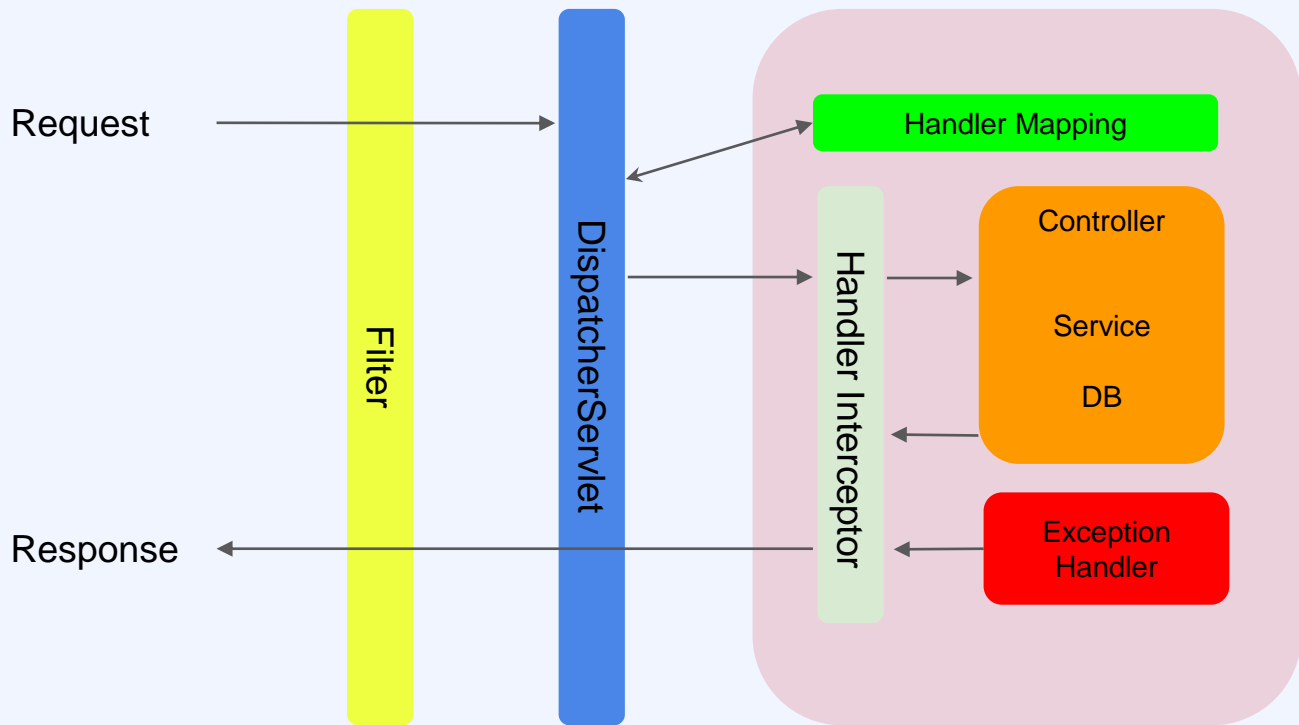 Request
Handler Mapping
Controller
Service
DB
Filter
DispatcherServlet
Handler Interceptor
Response
Exception
Handler